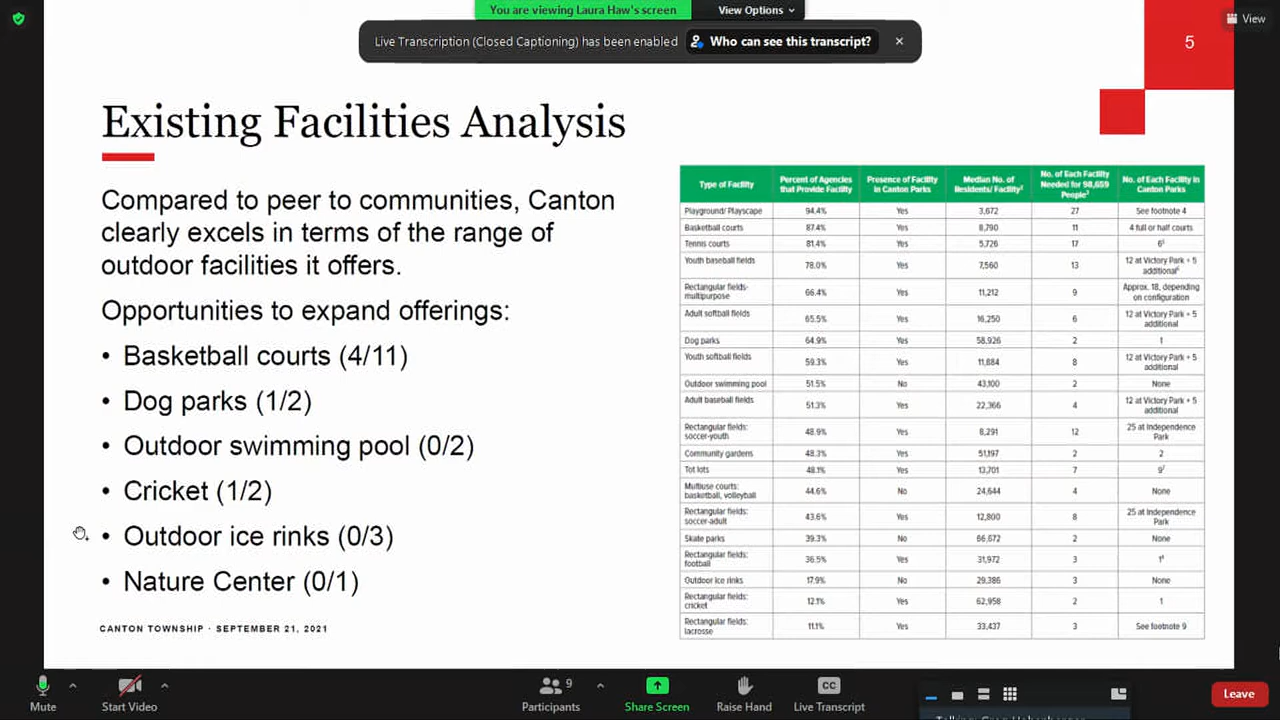 You are viewing Laura Haw's screen
View Options
View
Live Transcription (Closed Captioning) has been enabled
Who can see this transcript?
5
Existing Facilities Analysis
Compared to peer to communities, Canton
clearly excels in terms of the range of
outdoor facilities it offers.
Opportunities to expand offerings:
• Basketball courts (4/11)
• Dog parks (1/2)
• Outdoor swimming pool (0/2)
• Cricket (1/2)
• Outdoor ice rinks (0/3)
• Nature Center (0/1)
CANTON TOWNSHIP · SEPTEMBER 21, 2021
Type of Facility | Percent of Agencies that Provide Facility | Presence of Facility in Canton Parks | Median No. of Residents/ Facility² | No. of Each Facility Needed for 98,659 People³ | No. of Each Facility in Canton Parks
Playground/ Playscape | 94.4% | Yes | 3,672 | 27 | See footnote 4
Basketball courts | 87.4% | Yes | 8,790 | 11 | 4 full or half courts
Tennis courts | 81.4% | Yes | 5,726 | 17 | 6⁵
Youth baseball fields | 78.0% | Yes | 7,560 | 13 | 12 at Victory Park + 5 additional⁶
Rectangular fields- multipurpose | 66.4% | Yes | 11,212 | 9 | Approx. 18, depending on configuration
Adult softball fields | 65.5% | Yes | 16,250 | 6 | 12 at Victory Park + 5 additional
Dog parks | 64.9% | Yes | 58,926 | 2 | 1
Youth softball fields | 59.3% | Yes | 11,884 | 8 | 12 at Victory Park + 5 additional
Outdoor swimming pool | 51.5% | No | 43,100 | 2 | None
Adult baseball fields | 51.3% | Yes | 22,366 | 4 | 12 at Victory Park + 5 additional
Rectangular fields: soccer-youth | 48.9% | Yes | 8,291 | 12 | 25 at Independence Park
Community gardens | 48.3% | Yes | 51,197 | 2 | 2
Tot lots | 48.1% | Yes | 13,701 | 7 | 9⁷
Multiuse courts: basketball, volleyball | 44.6% | No | 24,644 | 4 | None
Rectangular fields: soccer-adult | 43.6% | Yes | 12,800 | 8 | 25 at Independence Park
Skate parks | 39.3% | No | 66,672 | 2 | None
Rectangular fields: football | 36.5% | Yes | 31,972 | 3 | 1⁸
Outdoor ice rinks | 17.9% | No | 29,386 | 3 | None
Rectangular fields: cricket | 12.1% | Yes | 62,958 | 2 | 1
Rectangular fields: lacrosse | 11.1% | Yes | 33,437 | 3 | See footnote 9
Mute
Start Video
9
Participants
Share Screen
Raise Hand
CC
Live Transcript
Leave